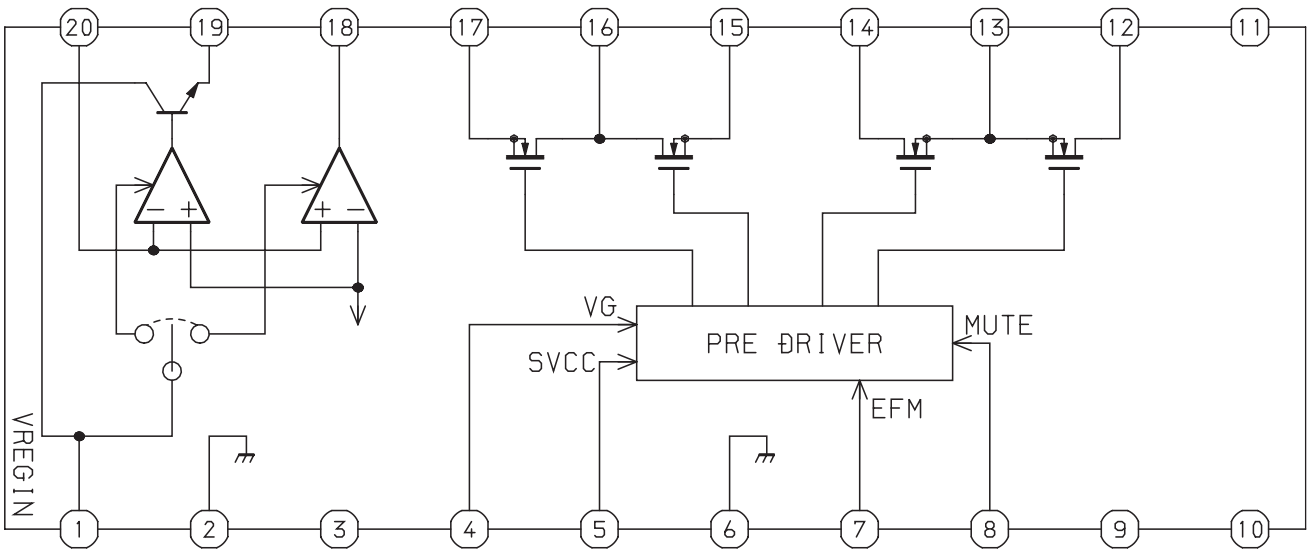 20 19 18 17 16 15 14 13 12 11
− + + −
VG
MUTE
PRE DRIVER
SVCC
EFM
VREGIN
1 2 3 4 5 6 7 8 9 10